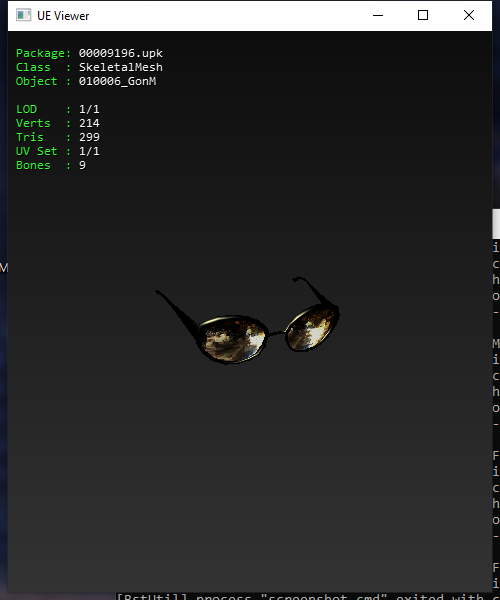 UE Viewer
Package: 00009196.upk
Class  : SkeletalMesh
Object : 010006_GonM
LOD    : 1/1
Verts  : 214
Tris   : 299
UV Set : 1/1
Bones  : 9
M
i
c
h
o
-
M
i
c
h
o
-
F
i
c
h
o
-
F
i
[BstUtil] process "screenshot.cmd" exited with c